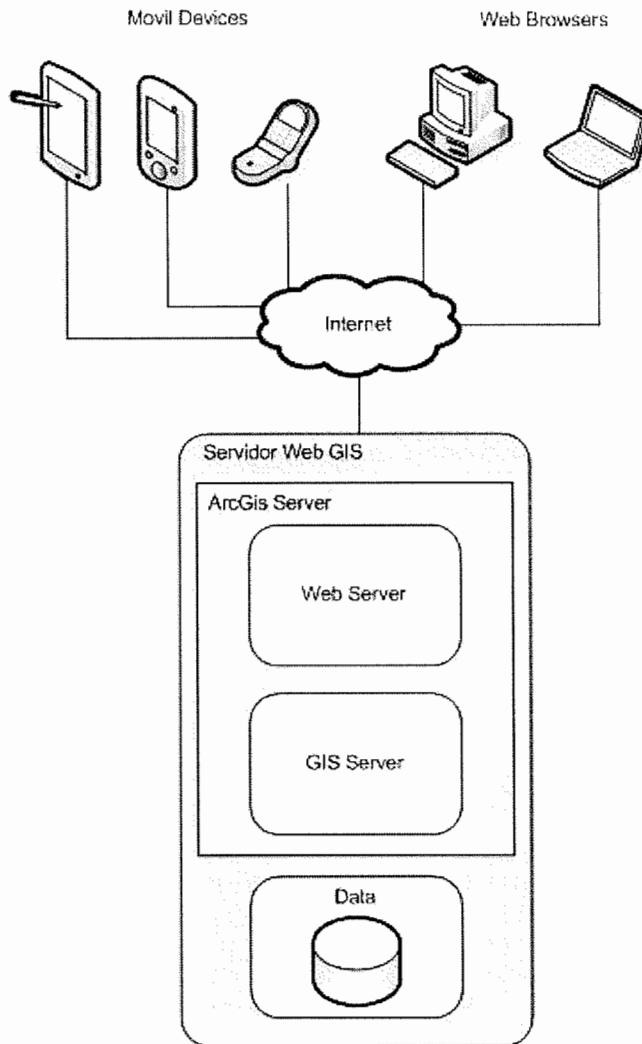 Movil Devices
Web Browsers
Internet
Servidor Web GIS
ArcGis Server
Web Server
GIS Server
Data